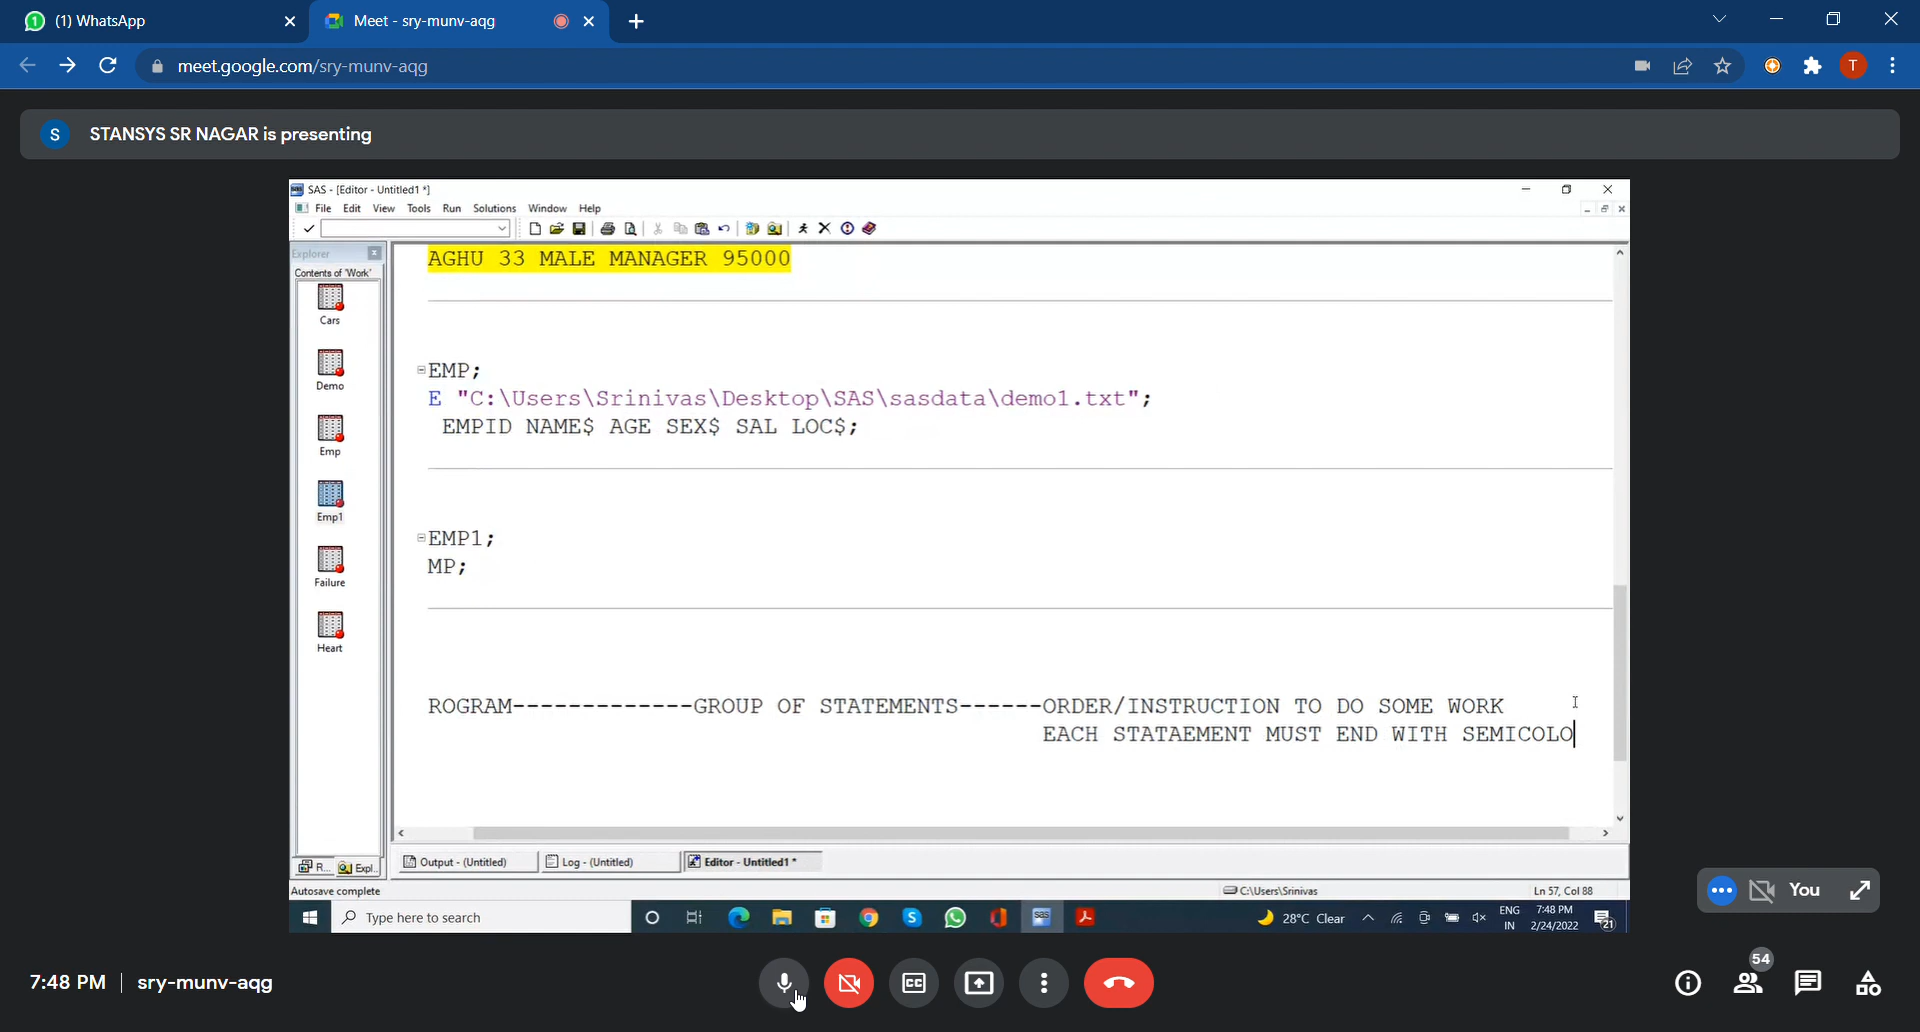 (1) WhatsApp
Meet - sry-munv-aqg
meet.google.com/sry-munv-aqg
T
S STANSYS SR NAGAR is presenting
SAS - [Editor - Untitled1 *]
File Edit View Tools Run Solutions Window Help
Explorer
Contents of 'Work'
Cars
Demo
Emp
Emp1
Failure
Heart
AGHU 33 MALE MANAGER 95000
EMP;
E "C:\Users\Srinivas\Desktop\SAS\sasdata\demo1.txt";
EMPID NAME$ AGE SEX$ SAL LOC$;
EMP1;
MP;
ROGRAM-------------GROUP OF STATEMENTS------ORDER/INSTRUCTION TO DO SOME WORK
EACH STATAEMENT MUST END WITH SEMICOLO
R... Expl... Output - (Untitled) Log - (Untitled) Editor - Untitled1 *
Autosave complete C:\Users\Srinivas Ln 57, Col 88
Type here to search
sas
28°C Clear
ENG
IN
7:48 PM
2/24/2022
21
You
7:48 PM | sry-munv-aqg
CC
54